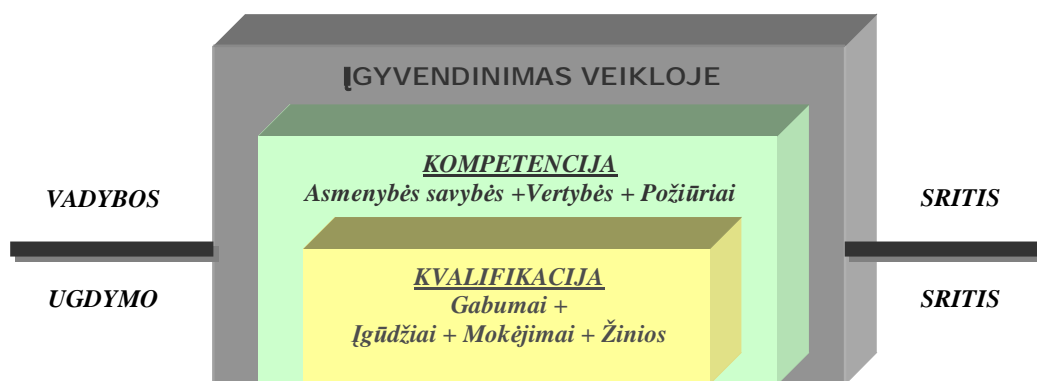 ĮGYVENDINIMAS VEIKLOJE
KOMPETENCIJA
Asmenybės savybės +Vertybės + Požiūriai
VADYBOS SRITIS
KVALIFIKACIJA
UGDYMO SRITIS
Gabumai +
Įgūdžiai + Mokėjimai + Žinios